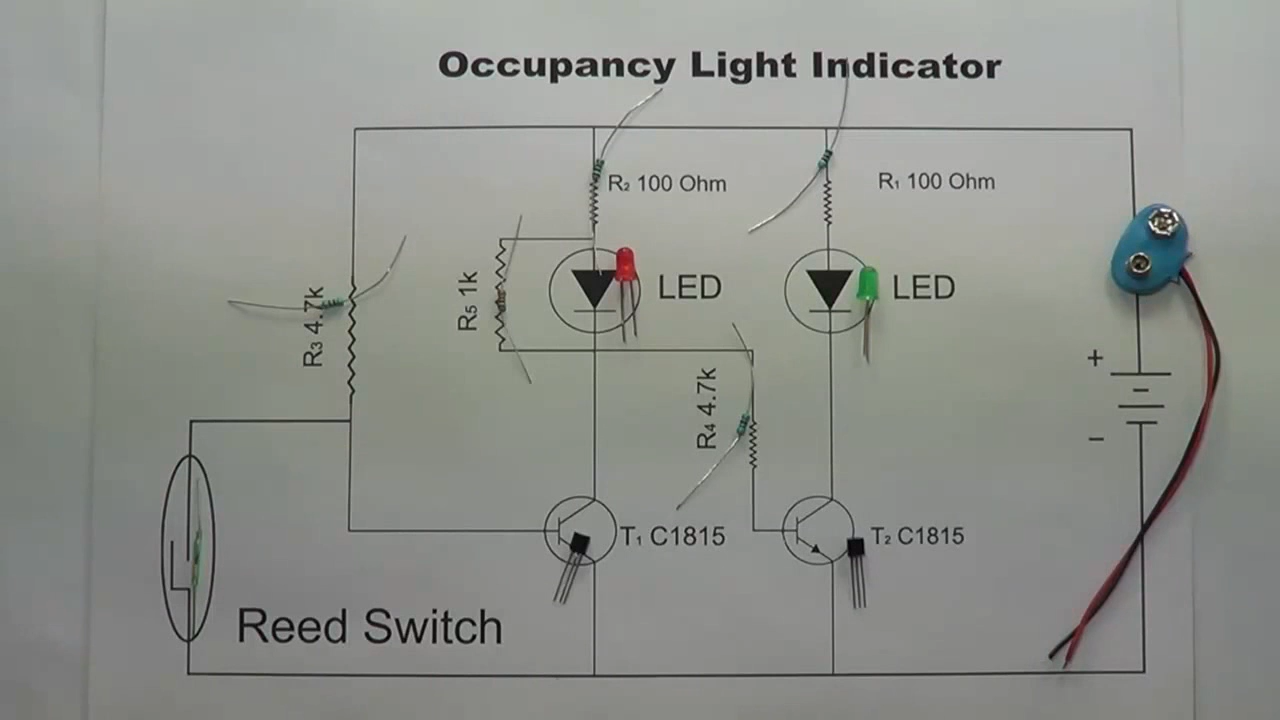 Occupancy Light Indicator
R₂ 100 Ohm
R₁ 100 Ohm
R₅ 1k
LED
LED
R₃ 4.7k
R₄ 4.7k
+
−
T₁ C1815
T₂ C1815
Reed Switch